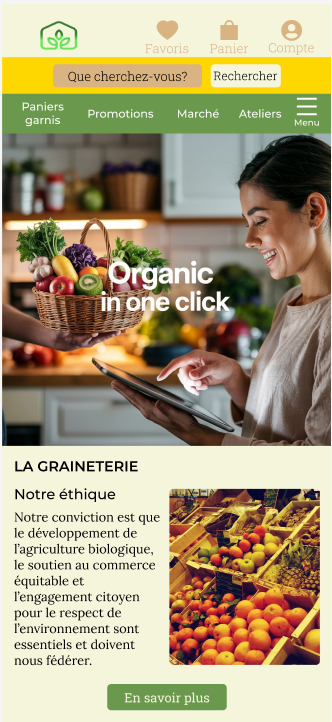 Favoris Panier Compte
Que cherchez-vous? Rechercher
Paniers garnis Promotions Marché Ateliers Menu
Organic
in one click
LA GRAINETERIE
Notre éthique
Notre conviction est que
le développement de
l'agriculture biologique,
le soutien au commerce
équitable et
l'engagement citoyen
pour le respect de
l'environnement sont
essentiels et doivent
nous fédérer.
En savoir plus